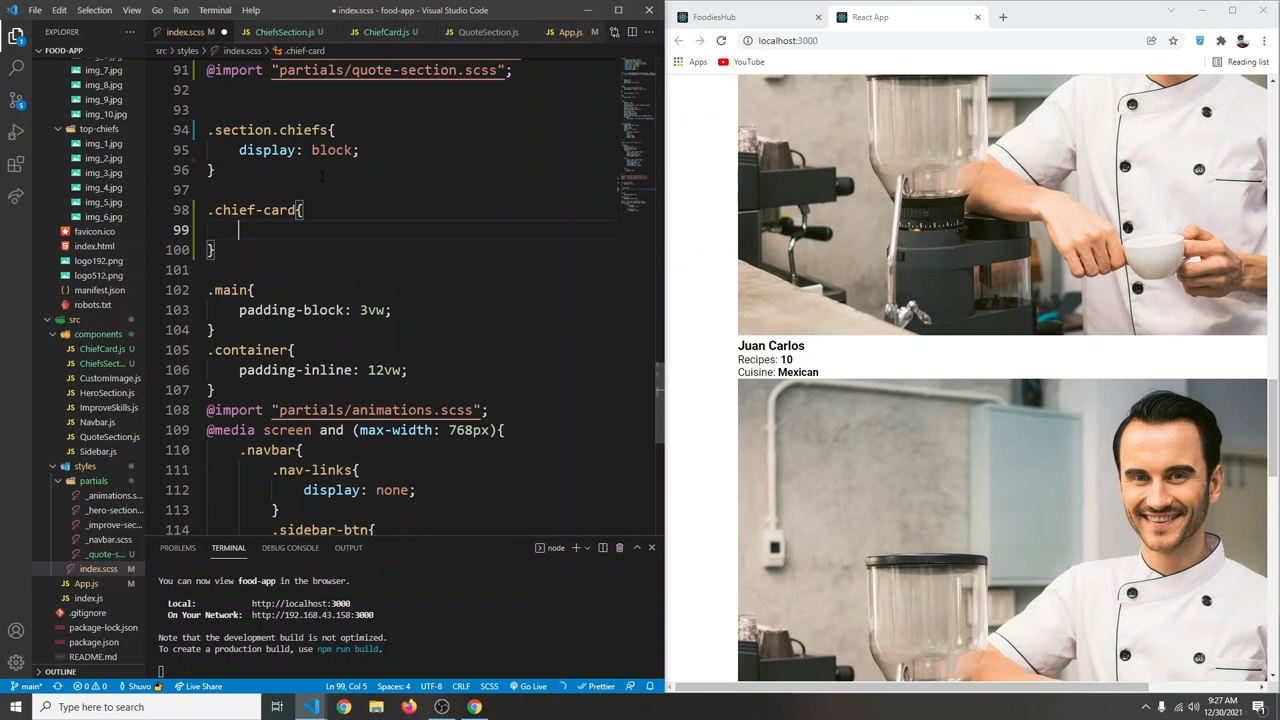 File Edit Selection View Go Run Terminal Help
● index.scss - food-app - Visual Studio Code
FoodiesHub
React App
EXPLORER
index.scss M
ChiefsSection.js U
ChiefCard.js U
QuoteSection.js U
App.js M
localhost:3000
FOOD-APP
src > styles > index.scss > .chief-card
Apps
YouTube
Reading list
img_7.jpg
img_8.jpg
img_9.jpg
img_10.jpg
top-chiefs
img_1.jpg
img_2.jpg
img_3.jpg
img_4.jpg
img_6.jpg
favicon.ico
index.html
logo192.png
logo512.png
manifest.json
robots.txt
src
components
ChiefCard.js U
ChiefsSect... U
CustomImage.js
HeroSection.js
ImproveSkills.js
Navbar.js
QuoteSection.js
Sidebar.js
styles
partials
_animations.s...
_hero-section...
_improve-sec...
_navbar.scss
_quote-s... U
index.scss M
App.js M
index.js
.gitignore
package-lock.json
package.json
README.md
OUTLINE
91 @import "partials/quote-section.scss";
92
93
94 .section.chiefs{
95 display: block;
96 }
97
98 .chief-card{
99
100 }
101
102 .main{
103 padding-block: 3vw;
104 }
105 .container{
106 padding-inline: 12vw;
107 }
108 @import "partials/animations.scss";
109 @media screen and (max-width: 768px){
110 .navbar{
111 .nav-links{
112 display: none;
113 }
114 .sidebar-btn{
Juan Carlos
Recipes: 10
Cuisine: Mexican
PROBLEMS TERMINAL DEBUG CONSOLE OUTPUT
node
You can now view food-app in the browser.
Local: http://localhost:3000
On Your Network: http://192.168.43.158:3000
Note that the development build is not optimized.
To create a production build, use npm run build.
main* 0 0 Shuvo Live Share
Ln 99, Col 5 Spaces: 4 UTF-8 CRLF SCSS Go Live Prettier
Type here to search
9:27 AM
12/30/2021